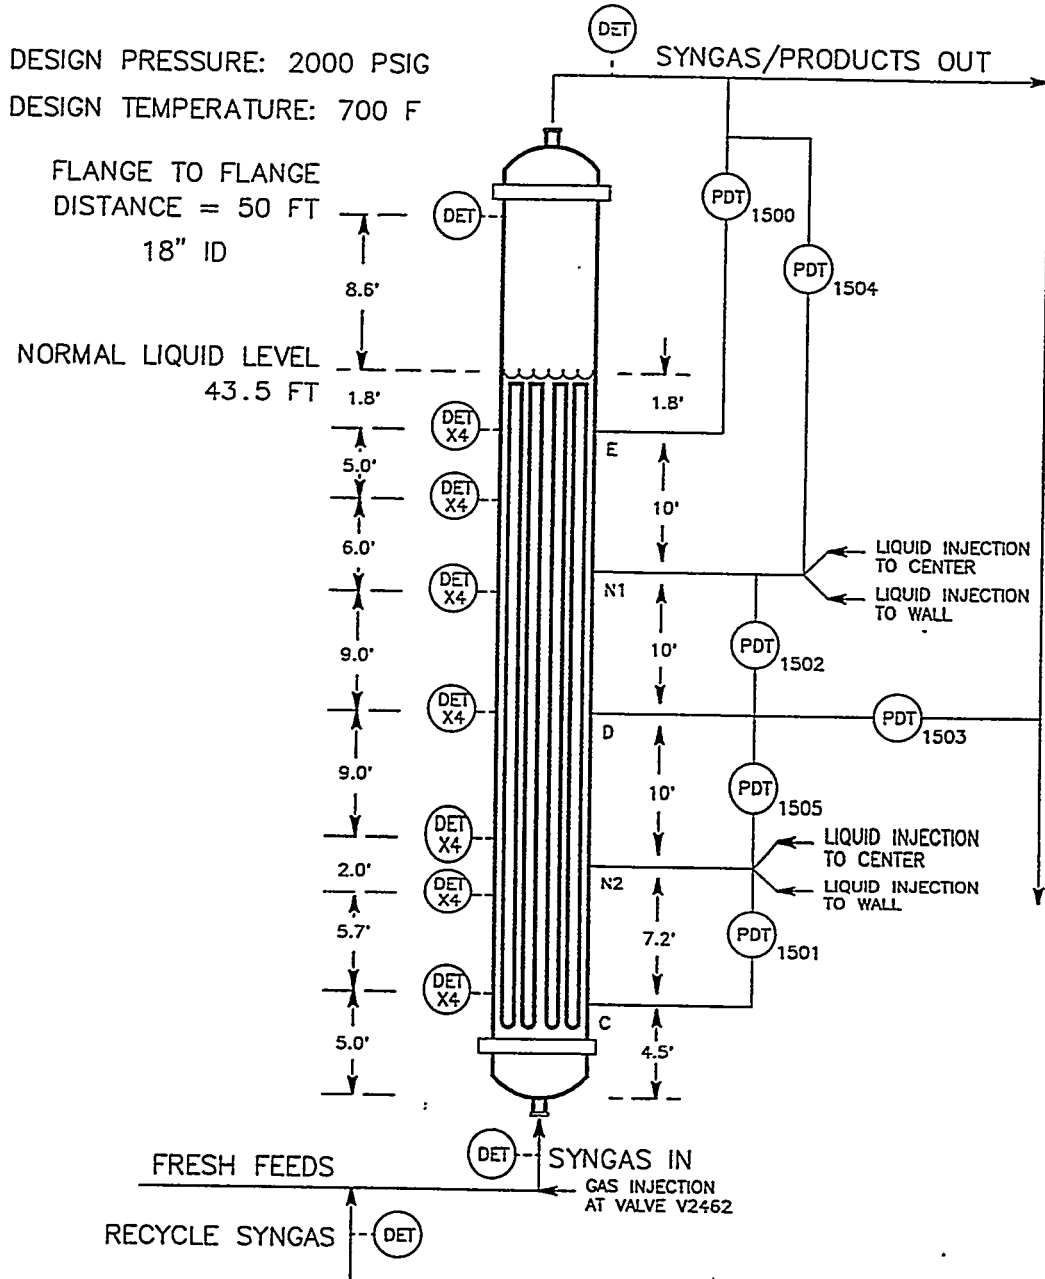 DET
DESIGN PRESSURE: 2000 PSIG
SYNGAS/PRODUCTS OUT
DESIGN TEMPERATURE: 700 F
FLANGE TO FLANGE
DISTANCE = 50 FT
18" ID
PDT
1500
DET
PDT
1504
8.6'
NORMAL LIQUID LEVEL
43.5 FT
1.8'
1.8'
DET
X4
E
5.0'
DET
X4
10'
6.0'
LIQUID INJECTION
TO CENTER
DET
X4
N1
LIQUID INJECTION
TO WALL
9.0'
10'
PDT
1502
DET
X4
D
PDT
1503
9.0'
10'
PDT
1505
DET
X4
LIQUID INJECTION
TO CENTER
2.0'
DET
X4
N2
LIQUID INJECTION
TO WALL
5.7'
7.2'
PDT
1501
DET
X4
C
5.0'
4.5'
DET
SYNGAS IN
FRESH FEEDS
GAS INJECTION
AT VALVE V2462
RECYCLE SYNGAS
DET